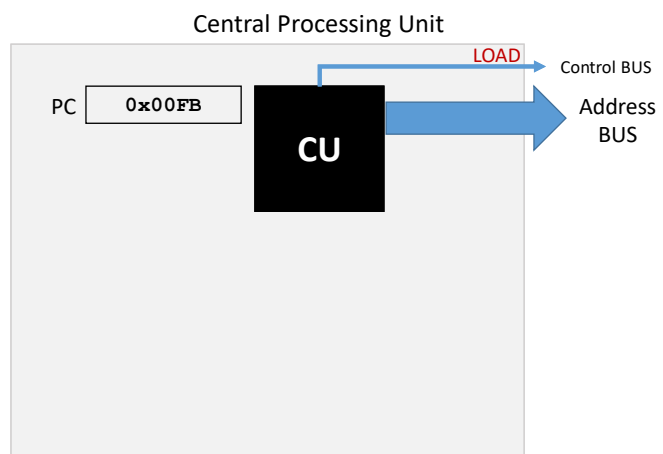 Central Processing Unit
LOAD
Control BUS
PC
0x00FB
CU
Address
BUS